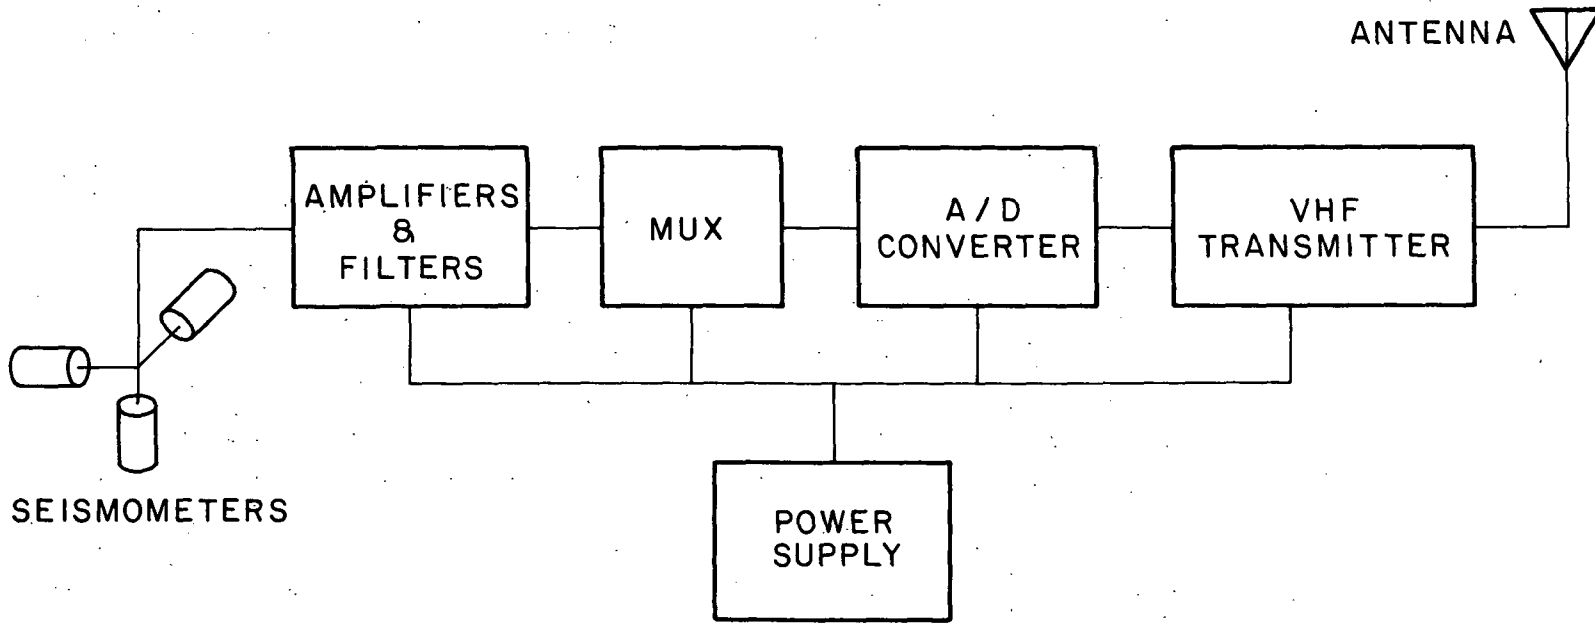 ANTENNA
AMPLIFIERS
&
FILTERS
MUX
A/D
CONVERTER
VHF
TRANSMITTER
SEISMOMETERS
POWER
SUPPLY